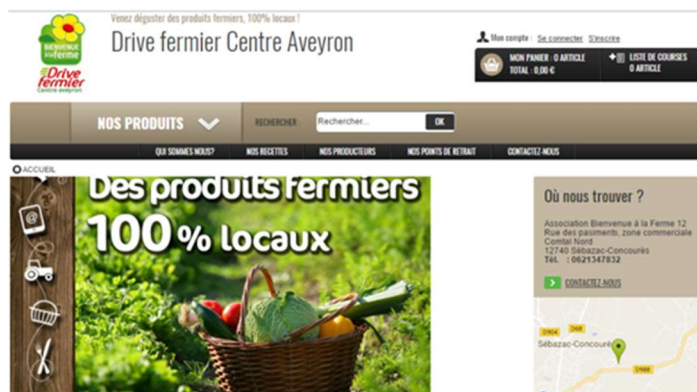 BIENVENUE
à la ferme
Drive
fermier
Centre aveyron
Venez déguster des produits fermiers, 100% locaux !
Drive fermier Centre Aveyron
Mon compte : Se connecter S'inscrire
MON PANIER : 0 ARTICLE
TOTAL : 0,00 €
LISTE DE COURSES
0 ARTICLE
NOS PRODUITS
RECHERCHER :
Rechercher...
OK
QUI SOMMES NOUS?
NOS RECETTES
NOS PRODUCTEURS
NOS POINTS DE RETRAIT
CONTACTEZ-NOUS
ACCUEIL
Des produits fermiers
100 % locaux
Où nous trouver ?
Association Bienvenue à la Ferme 12
Rue des pasiments, zone commerciale
Comtal Nord
12740 Sébazac-Concourès
Tél. : 0621347832
CONTACTEZ-NOUS
D904
D68
Sébazac-Concourès
D988